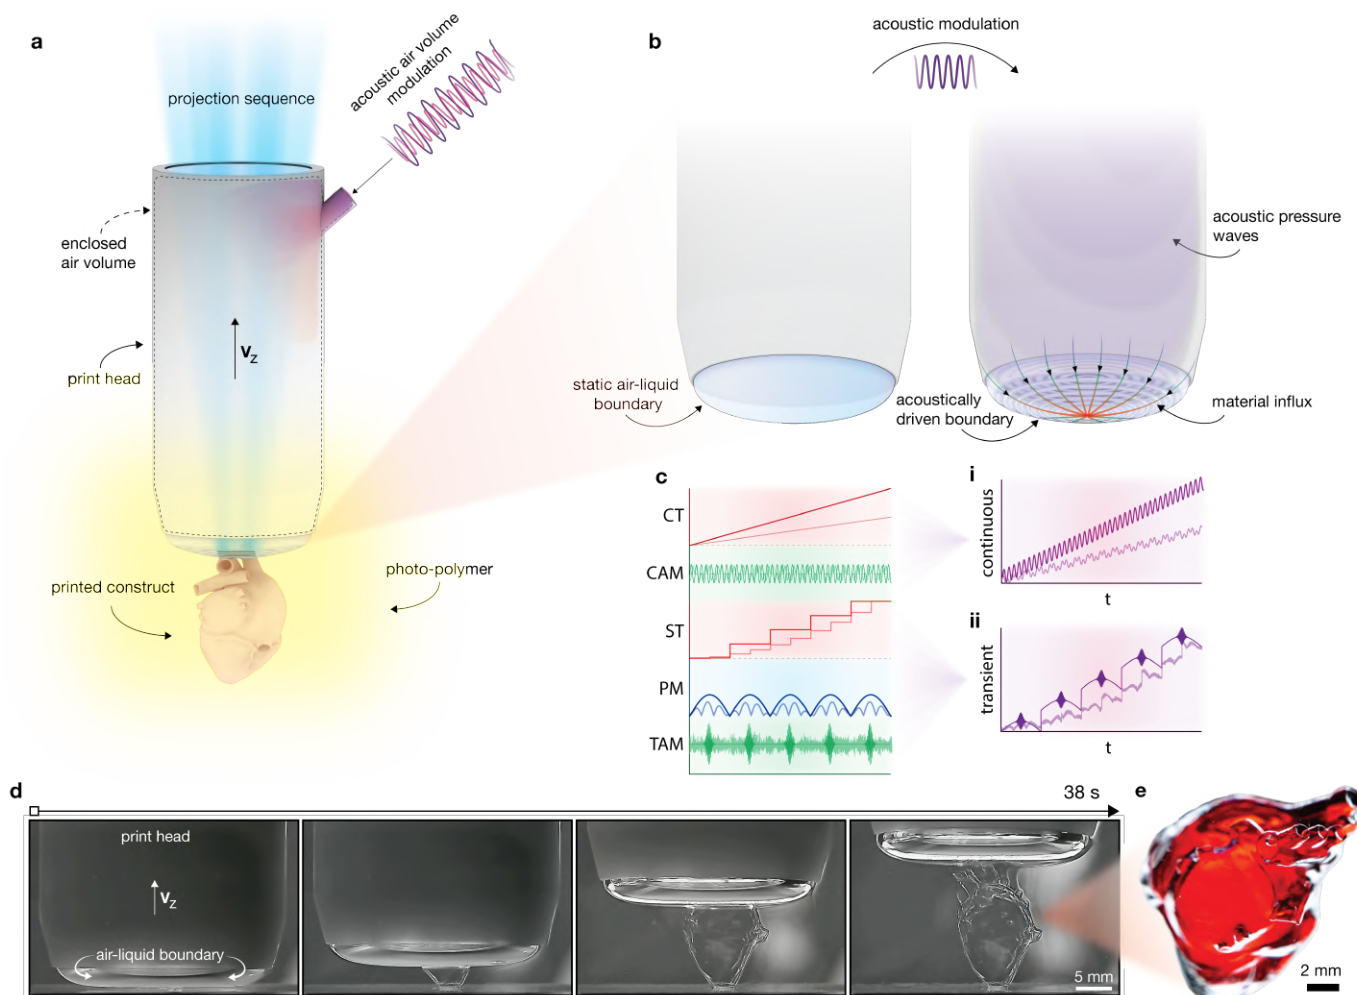 a
projection sequence
acoustic air volume
modulation
enclosed
air volume
print head
Vz
printed construct
photo-polymer
b
acoustic modulation
acoustic pressure
waves
static air-liquid
boundary
acoustically
driven boundary
material influx
c
CT
CAM
ST
PM
TAM
i
continuous
t
ii
transient
t
d
38 s
print head
Vz
air-liquid boundary
5 mm
e
2 mm